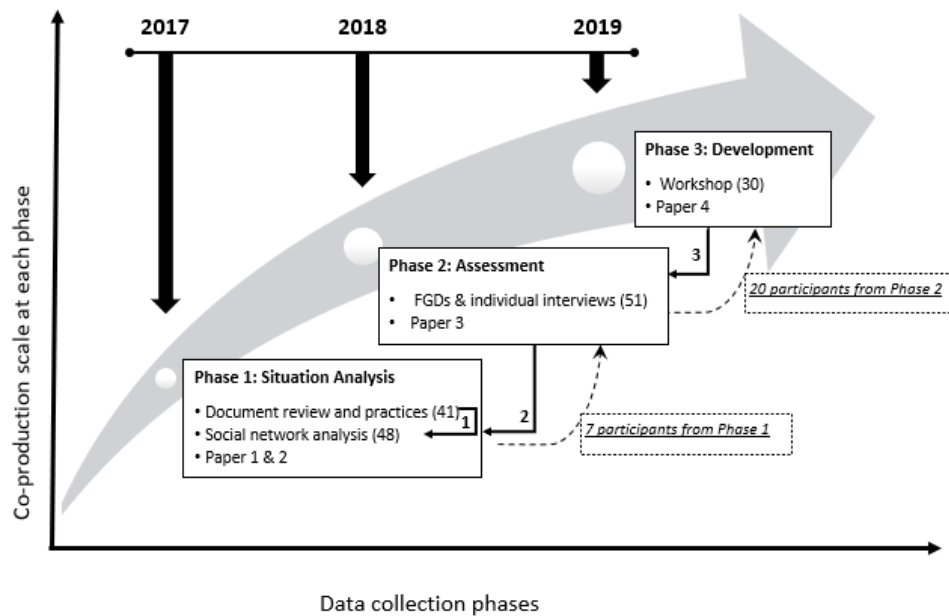 2017
2018
2019
Co-production scale at each phase
Phase 3: Development
• Workshop (30)
• Paper 4
3
20 participants from Phase 2
Phase 2: Assessment
• FGDs & individual interviews (51)
• Paper 3
2
7 participants from Phase 1
Phase 1: Situation Analysis
• Document review and practices (41)
1
• Social network analysis (48)
• Paper 1 & 2
Data collection phases